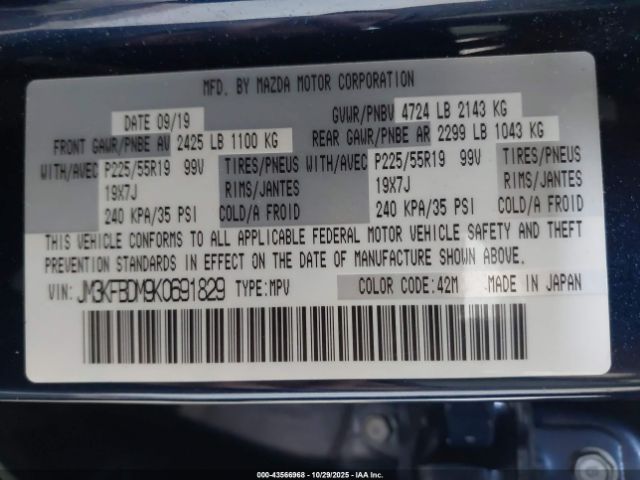 MFD. BY MAZDA MOTOR CORPORATION
DATE 09/19 GVWR/PNBV 4724 LB 2143 KG
FRONT GAWR/PNBE AV 2425 LB 1100 KG REAR GAWR/PNBE AR 2299 LB 1043 KG
WITH/AVEC P225/55R19 99V TIRES/PNEUS WITH/AVEC P225/55R19 99V TIRES/PNEUS
19X7J RIMS/JANTES 19X7J RIMS/JANTES
240 KPA/35 PSI COLD/A FROID 240 KPA/35 PSI COLD/A FROID
THIS VEHICLE CONFORMS TO ALL APPLICABLE FEDERAL MOTOR VEHICLE SAFETY AND THEFT
PREVENTION STANDARDS IN EFFECT ON THE DATE OF MANUFACTURE SHOWN ABOVE.
VIN: JM3KFBDM9K0691829 TYPE:MPV COLOR CODE: 42M MADE IN JAPAN
000-43566968 - 10/29/2025 - IAAI.com